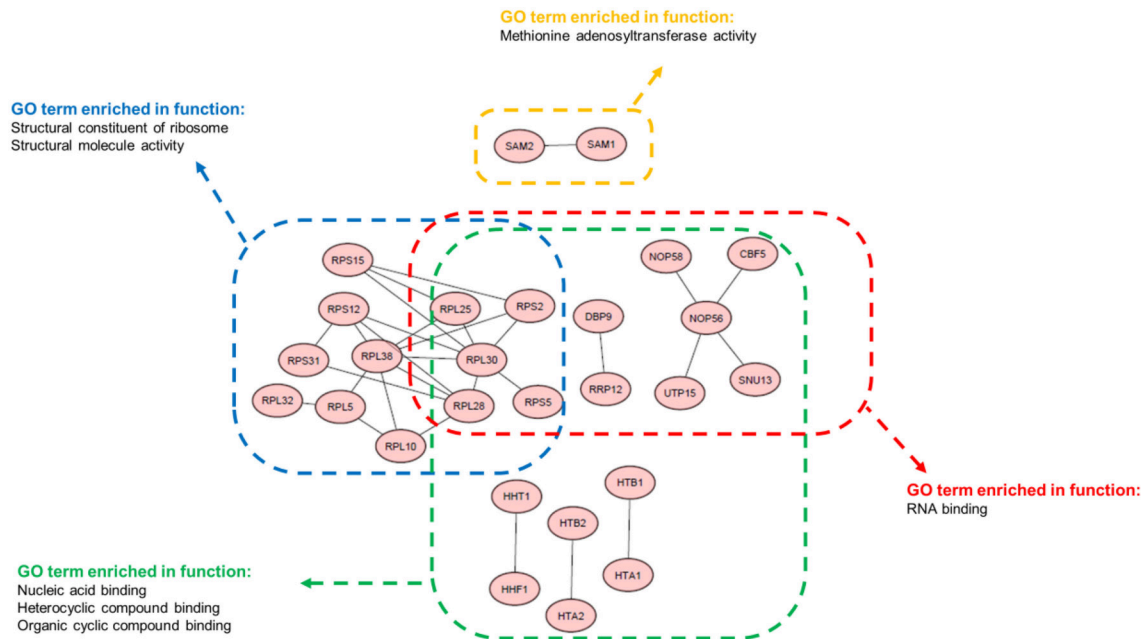 GO term enriched in function:
Methionine adenosyltransferase activity
GO term enriched in function:
Structural constituent of ribosome
Structural molecule activity
SAM2
SAM1
RPS15
NOP58
CBF5
RPS12
RPL25
RPS2
DBP9
NOP56
RPS31
RPL38
RPL30
RRP12
UTP15
SNU13
RPL32
RPL5
RPL28
RPS5
RPL10
GO term enriched in function:
RNA binding
HHT1
HTB2
HTB1
HHF1
HTA2
HTA1
GO term enriched in function:
Nucleic acid binding
Heterocyclic compound binding
Organic cyclic compound binding